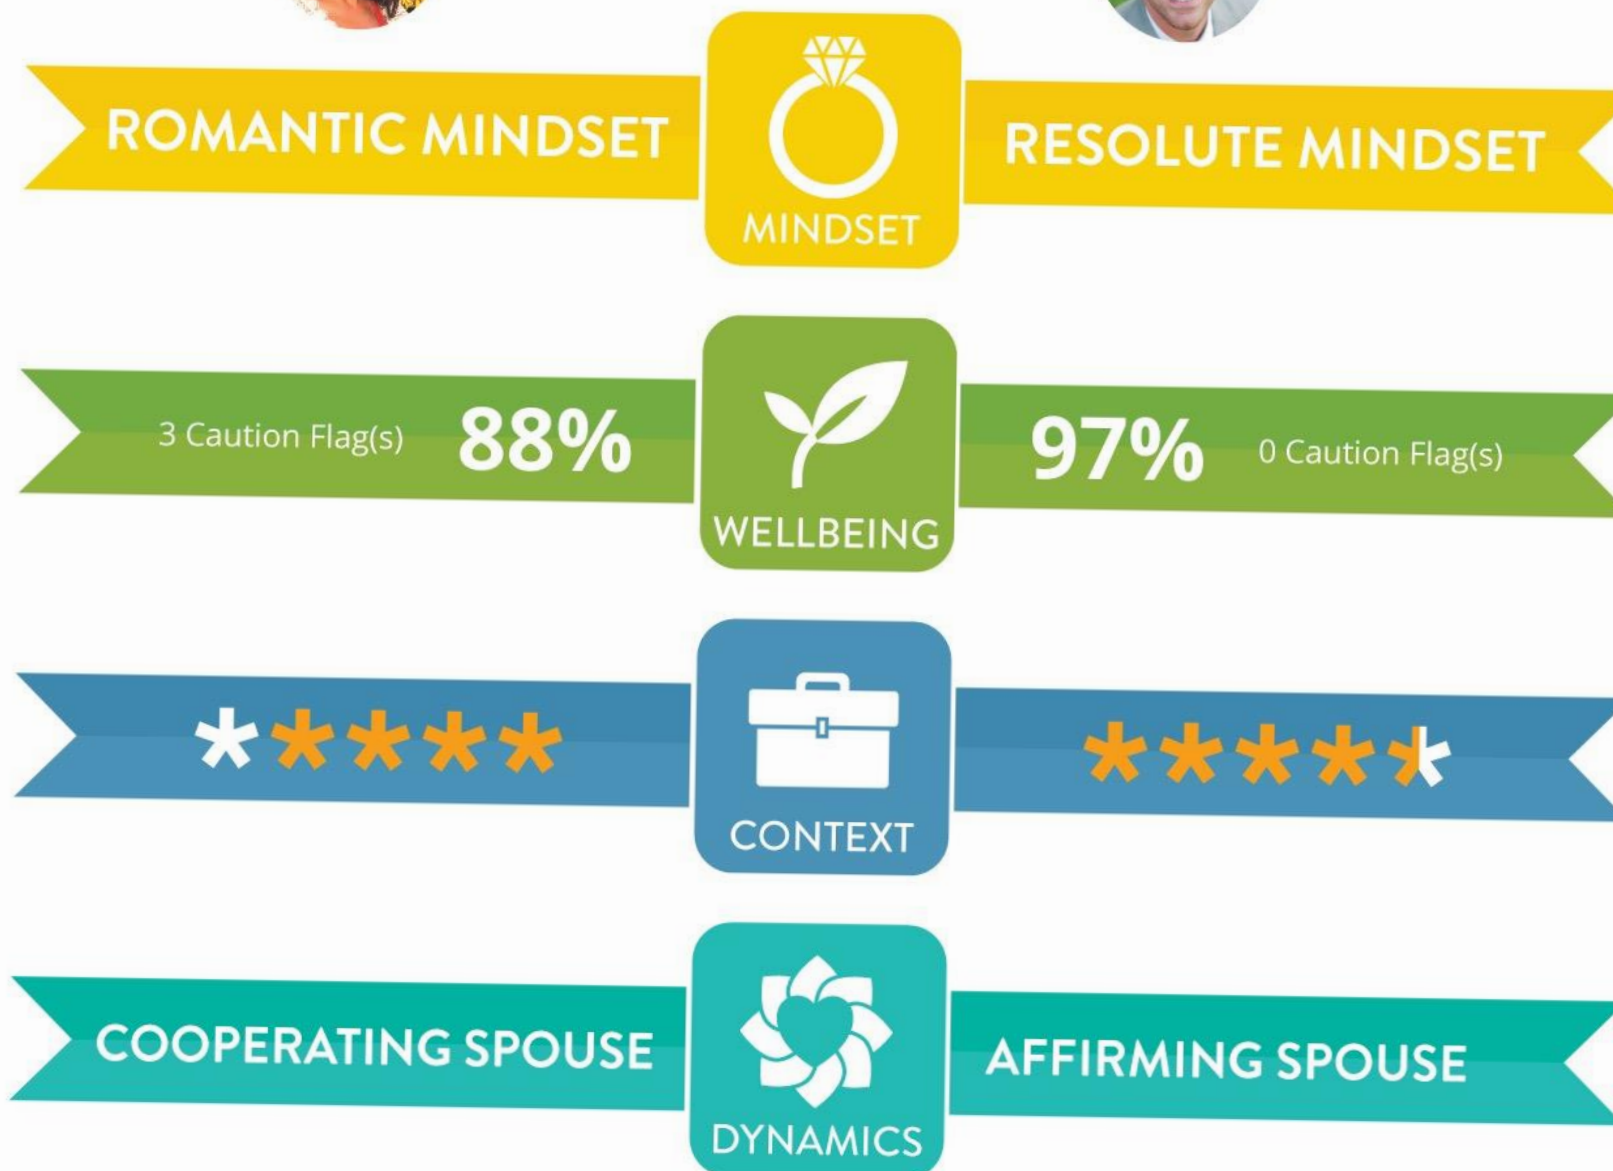 ROMANTIC MINDSET
MINDSET
RESOLUTE MINDSET
3 Caution Flag(s) 88%
WELLBEING
97% 0 Caution Flag(s)
CONTEXT
COOPERATING SPOUSE
DYNAMICS
AFFIRMING SPOUSE